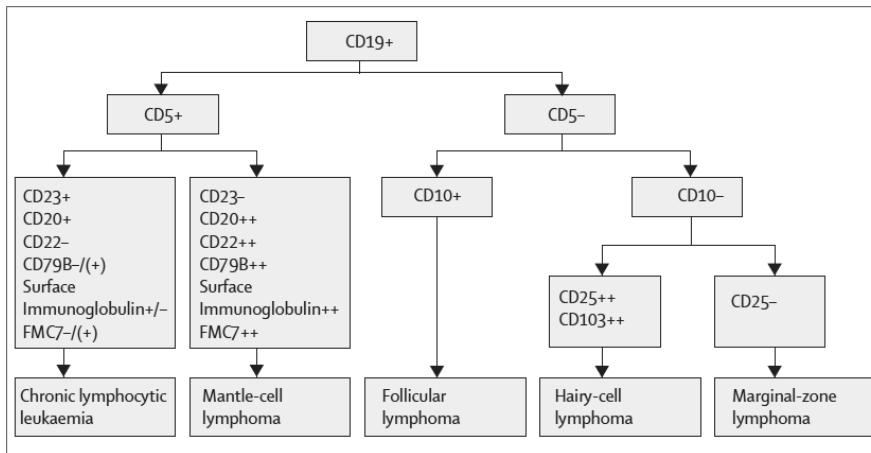 CD19+
CD5+
CD5–
CD23+
CD20+
CD22–
CD79B–/(+)
Surface
Immunoglobulin+/–
FMC7–/(+)
CD23–
CD20++
CD22++
CD79B++
Surface
Immunoglobulin++
FMC7++
CD10+
CD10–
CD25++
CD103++
CD25–
Chronic lymphocytic
leukaemia
Mantle-cell
lymphoma
Follicular
lymphoma
Hairy-cell
lymphoma
Marginal-zone
lymphoma